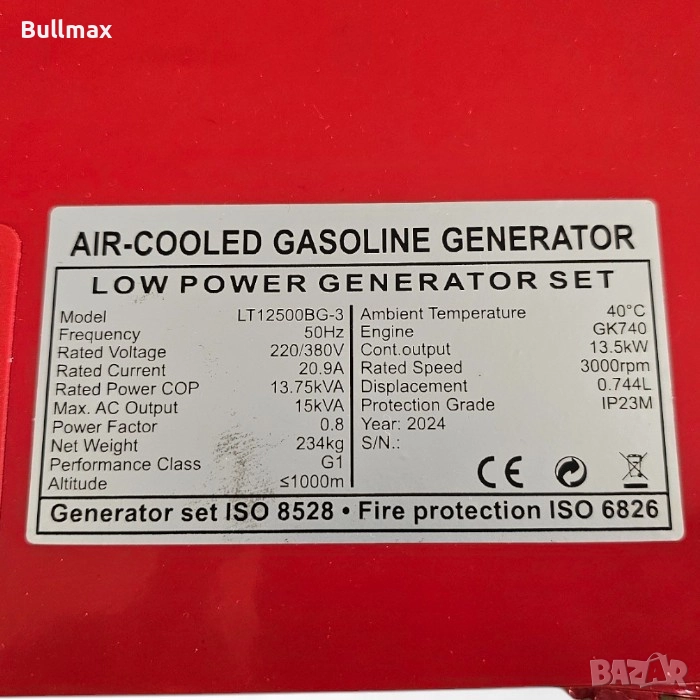 Bullmax
AIR-COOLED GASOLINE GENERATOR
LOW POWER GENERATOR SET
Model LT12500BG-3
Frequency 50Hz
Rated Voltage 220/380V
Rated Current 20.9A
Rated Power COP 13.75kVA
Max. AC Output 15kVA
Power Factor 0.8
Net Weight 234kg
Performance Class G1
Altitude ≤1000m
Ambient Temperature 40°C
Engine GK740
Cont.output 13.5kW
Rated Speed 3000rpm
Displacement 0.744L
Protection Grade IP23M
Year: 2024
S/N.:
CE
Generator set ISO 8528 • Fire protection ISO 6826
BAZAR